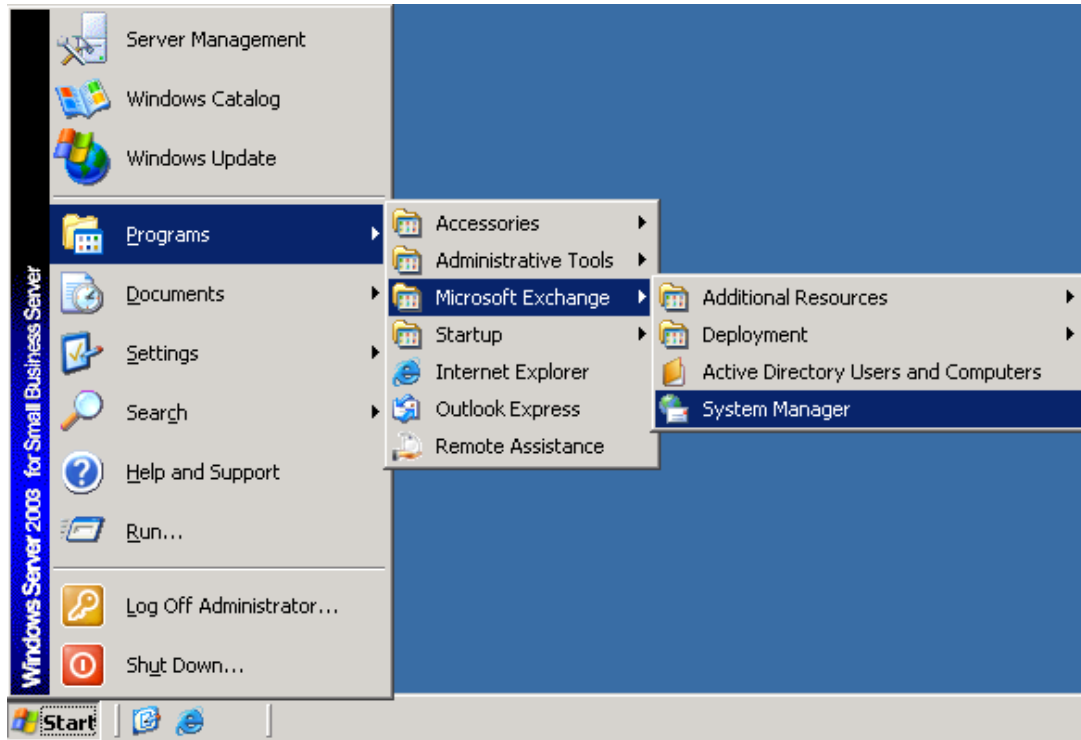 Server Management
Windows Catalog
Windows Update
Programs
Documents
Settings
Search
Help and Support
Run...
Log Off Administrator...
Shut Down...
Windows Server 2003 for Small Business Server
Accessories
Administrative Tools
Microsoft Exchange
Startup
Internet Explorer
Outlook Express
Remote Assistance
Additional Resources
Deployment
Active Directory Users and Computers
System Manager
Start